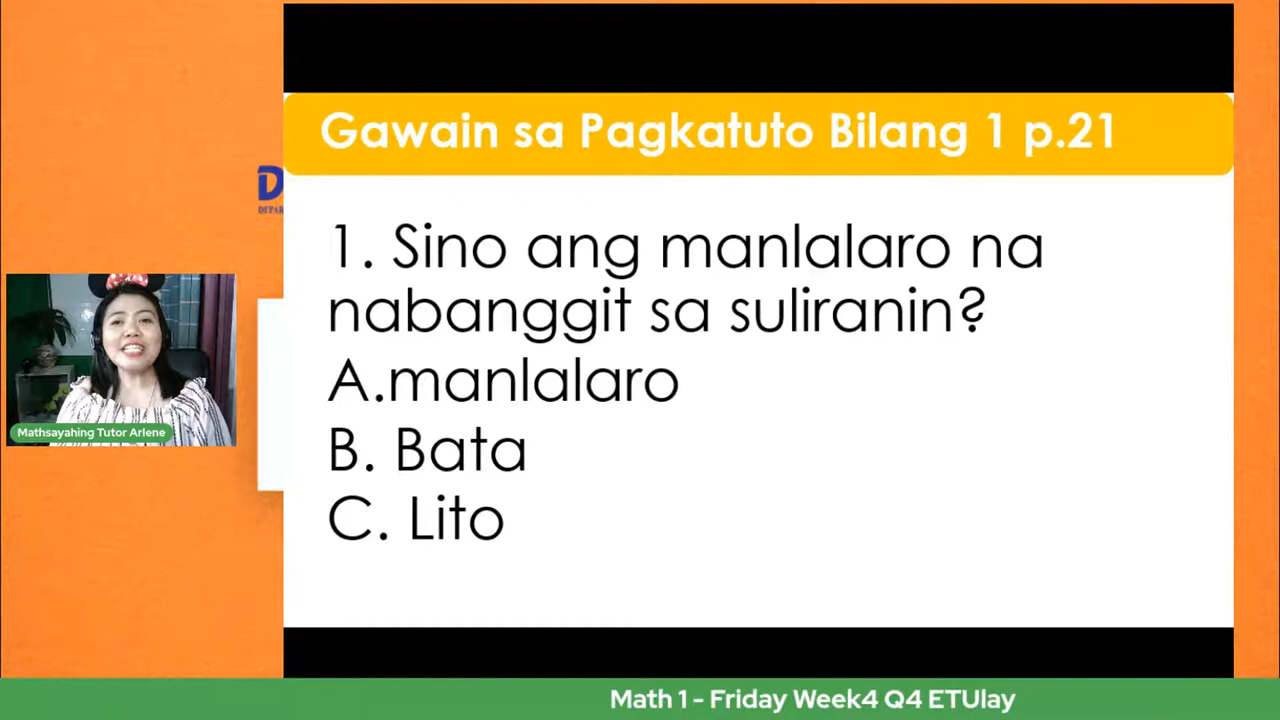 Gawain sa Pagkatuto Bilang 1 p.21
1. Sino ang manlalaro na
nabanggit sa suliranin?
A.manlalaro
B. Bata
C. Lito
Mathsayahing Tutor Arlene
Math 1 - Friday Week4 Q4 ETUlay